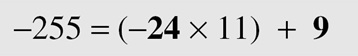 –255 = (–24 × 11) + 9